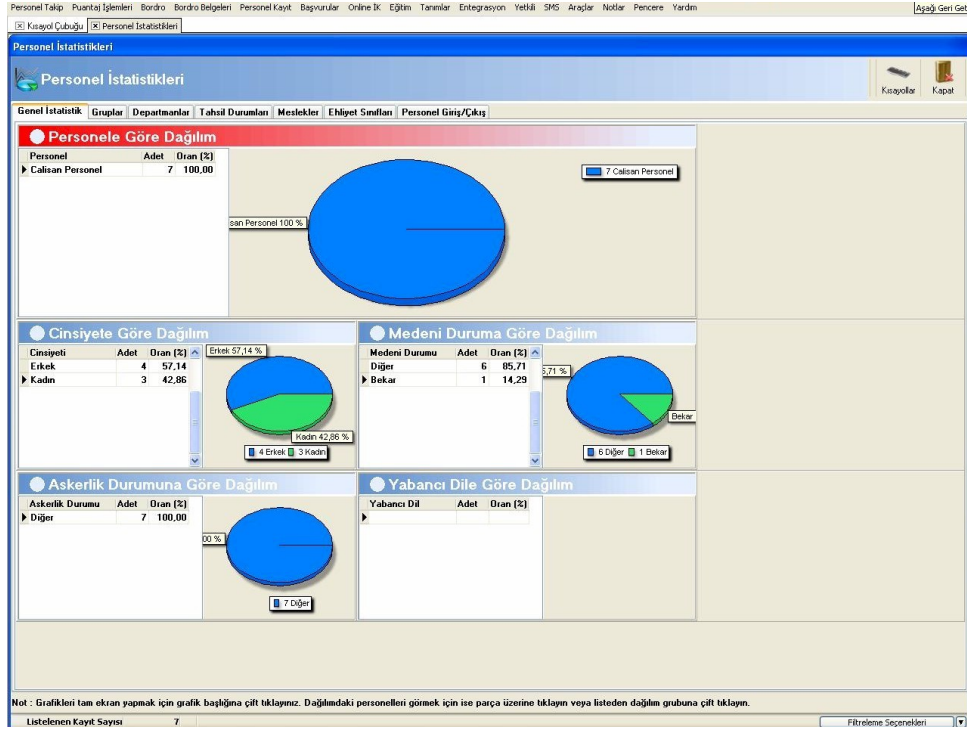 Personel Takip Puantaj İşlemleri Bordro Bordro Belgeleri Personel Kayıt Başvurular Online İK Eğitim Tanımlar Entegrasyon Yetkili SMS Araçlar Notlar Pencere Yardım
Aşağı Geri Get
Kısayol Çubuğu Personel İstatistikleri
Personel İstatistikleri
Personel İstatistikleri
Kısayollar Kapat
Genel İstatistik Gruplar Departmanlar Tahsil Durumları Meslekler Ehliyet Sınıfları Personel Giriş/Çıkış
Personele Göre Dağılım
Personel Adet Oran (%)
Calisan Personel 7 100,00
7 Calisan Personel
san Personel 100 %
Cinsiyete Göre Dağılım
Cinsiyeti Adet Oran (%)
Erkek 4 57,14
Kadın 3 42,86
Erkek 57,14 %
Kadın 42,86 %
4 Erkek 3 Kadın
Medeni Duruma Göre Dağılım
Medeni Durumu Adet Oran (%)
Diğer 6 85,71
Bekar 1 14,29
5,71 %
Bekar
6 Diğer 1 Bekar
Askerlik Durumuna Göre Dağılım
Askerlik Durumu Adet Oran (%)
Diğer 7 100,00
00 %
7 Diğer
Yabancı Dile Göre Dağılım
Yabancı Dil Adet Oran (%)
Not : Grafikleri tam ekran yapmak için grafik başlığına çift tıklayınız. Dağılımdaki personelleri görmek için ise parça üzerine tıklayın veya listeden dağılım grubuna çift tıklayın.
Listelenen Kayıt Sayısı 7
Filtreleme Seçenekleri